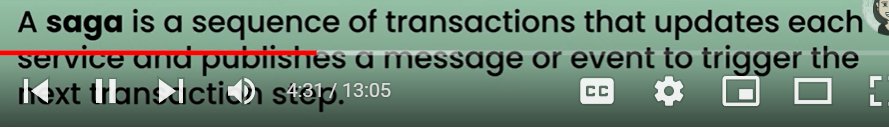 A saga is a sequence of transactions that updates each
service and publishes a message or event to trigger the
next transaction step.
4:31 / 13:05
CC